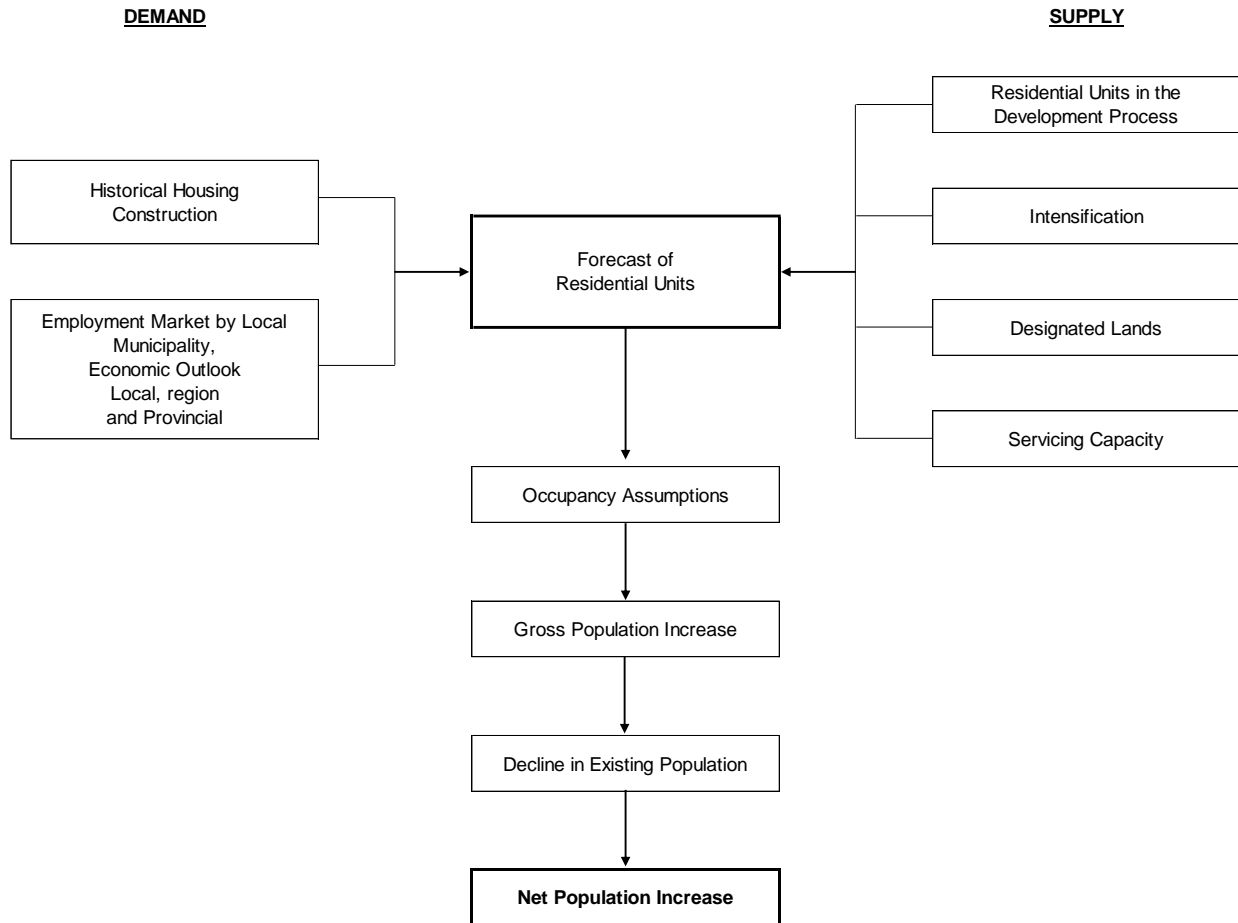 DEMAND
SUPPLY
Residential Units in the
Development Process
Historical Housing
Construction
Intensification
Forecast of
Residential Units
Employment Market by Local
Municipality,
Economic Outlook
Local, region
and Provincial
Designated Lands
Servicing Capacity
Occupancy Assumptions
Gross Population Increase
Decline in Existing Population
Net Population Increase